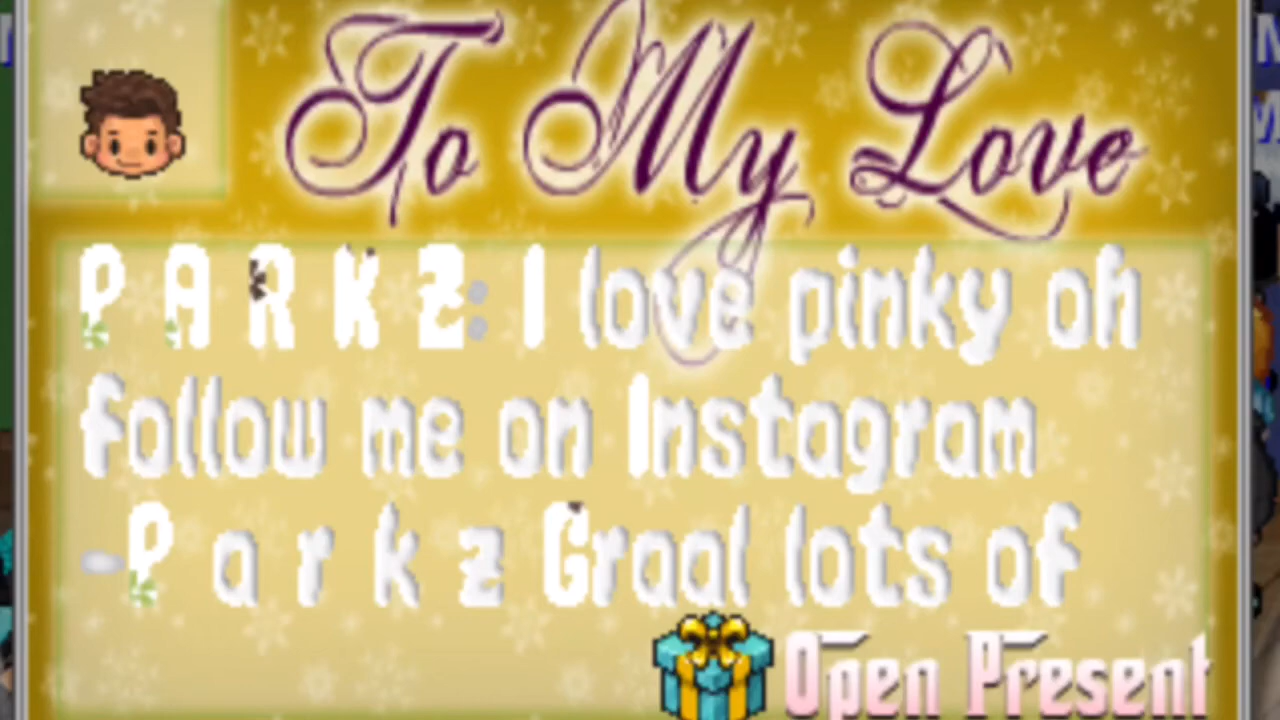 To My Love
P A R K Z: I love pinky oh
follow me on Instagram
-P a r k z Graal lots of
Open Present